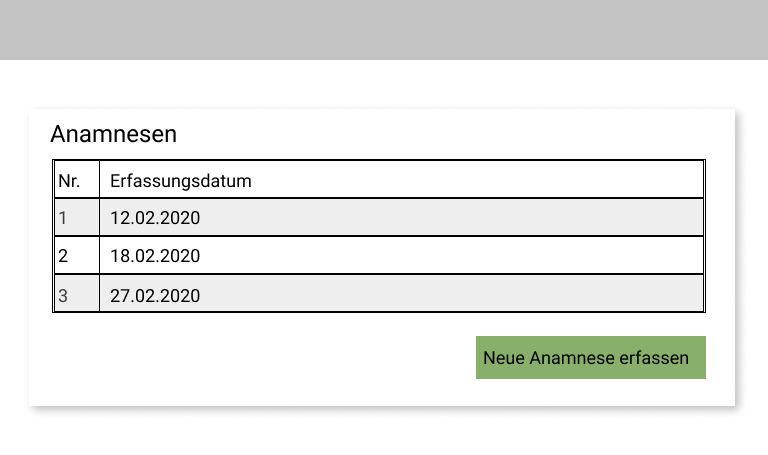 Anamnesen
Nr. Erfassungsdatum
1 12.02.2020
2 18.02.2020
3 27.02.2020
Neue Anamnese erfassen